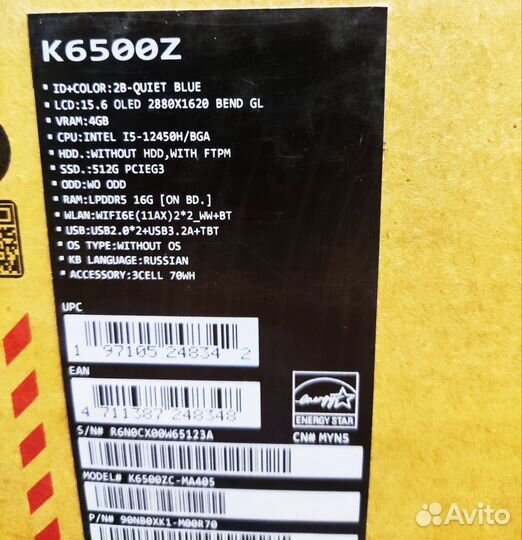 K6500Z
▪ ID+COLOR:2B-QUIET BLUE
▪ LCD:15.6 OLED 2880X1620 BEND GL
▪ VRAM:4GB
▪ CPU:INTEL I5-12450H/BGA
▪ HDD.:WITHOUT HDD,WITH FTPM
▪ SSD.:512G PCIEG3
▪ ODD:WO ODD
▪ RAM:LPDDR5 16G [ON BD.]
▪ WLAN:WIFI6E(11AX)2*2_WW+BT
▪ USB:USB2.0*2+USB3.2A+TBT
▪ OS TYPE:WITHOUT OS
▪ KB LANGUAGE:RUSSIAN
▪ ACCESSORY:3CELL 70WH
UPC
1 97105 24834 2
EAN
4 711387 248348
energy
ENERGY STAR
S/N# R6N0CX00W65123A
CN# MYN5
MODEL# K6500ZC-MA405
P/N# 90NB0XK1-M00R70
Avito